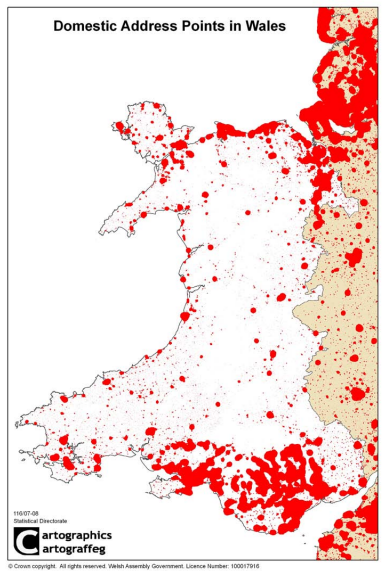 Domestic Address Points in Wales
116/07-08
Statistical Directorate
Cartographics
Cartograffeg
© Crown copyright. All rights reserved. Welsh Assembly Government. Licence Number: 100017916